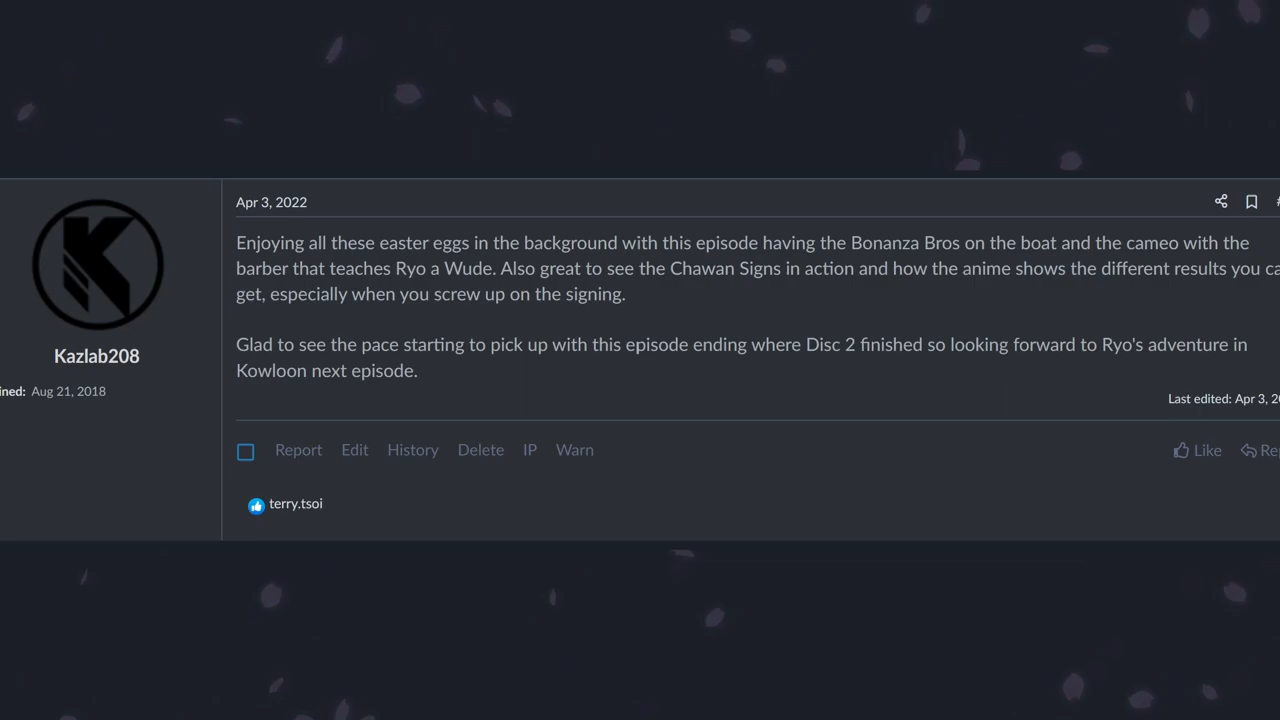 Apr 3, 2022
Enjoying all these easter eggs in the background with this episode having the Bonanza Bros on the boat and the cameo with the
barber that teaches Ryo a Wude. Also great to see the Chawan Signs in action and how the anime shows the different results you ca
get, especially when you screw up on the signing.
Glad to see the pace starting to pick up with this episode ending where Disc 2 finished so looking forward to Ryo's adventure in
Kowloon next episode.
Kazlab208
ined: Aug 21, 2018
Last edited: Apr 3, 20
Report Edit History Delete IP Warn
Like Rep
terry.tsoi